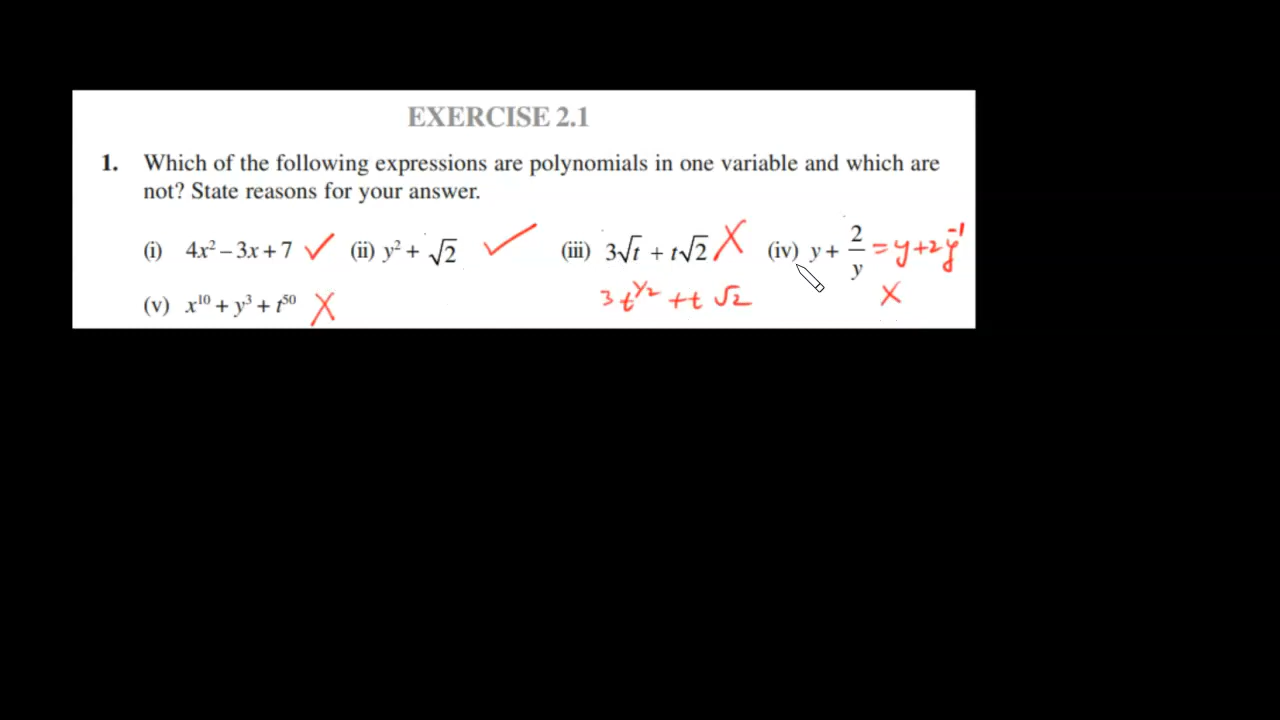 EXERCISE 2.1
1. Which of the following expressions are polynomials in one variable and which are
not? State reasons for your answer.
(i) 4x² – 3x + 7 ✓ (ii) y² + √2 ✓ (iii) 3√t + t√2 X (iv) y + 2/y = y + 2y⁻¹
(v) x¹⁰ + y³ + t⁵⁰ X 3t^1/2 + t √2 X